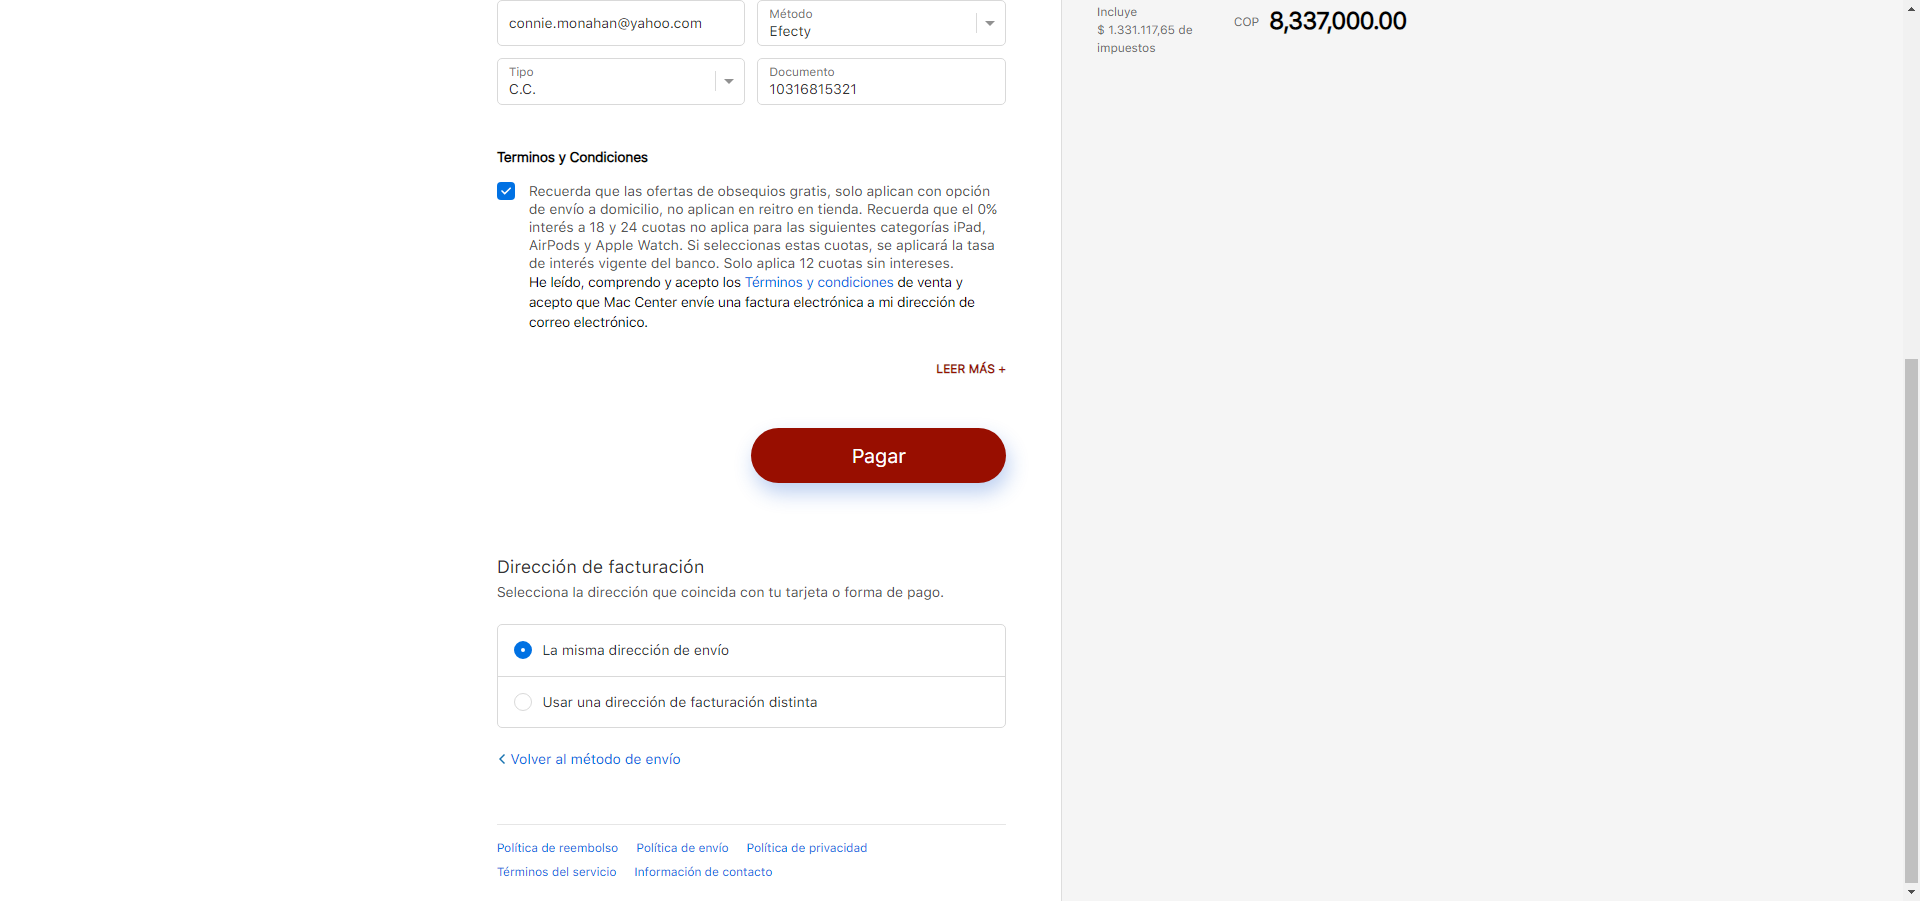 connie.monahan@yahoo.com
Método
Efecty
Tipo
C.C.
Documento
10316815321
Terminos y Condiciones
Recuerda que las ofertas de obsequios gratis, solo aplican con opción
de envío a domicilio, no aplican en reitro en tienda. Recuerda que el 0%
interés a 18 y 24 cuotas no aplica para las siguientes categorías iPad,
AirPods y Apple Watch. Si seleccionas estas cuotas, se aplicará la tasa
de interés vigente del banco. Solo aplica 12 cuotas sin intereses.
He leído, comprendo y acepto los Términos y condiciones de venta y
acepto que Mac Center envíe una factura electrónica a mi dirección de
correo electrónico.
LEER MÁS +
Pagar
Dirección de facturación
Selecciona la dirección que coincida con tu tarjeta o forma de pago.
La misma dirección de envío
Usar una dirección de facturación distinta
Volver al método de envío
Política de reembolso Política de envío Política de privacidad
Términos del servicio Información de contacto
Incluye
$ 1.331.117,65 de
impuestos
COP 8,337,000.00